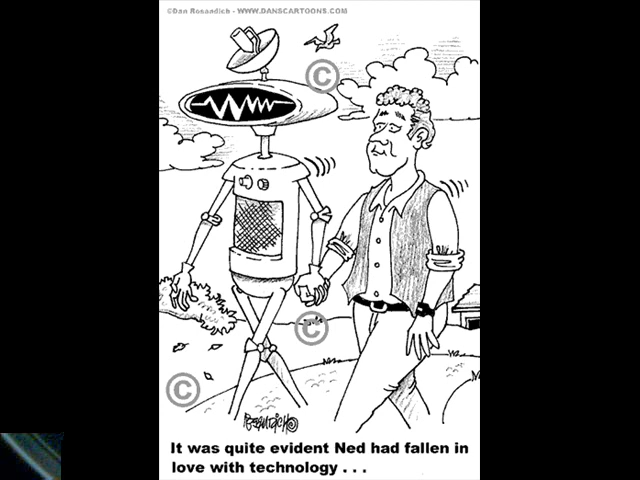 ©Dan Rosandich - WWW.DANSCARTOONS.COM
©
©
©
It was quite evident Ned had fallen in
love with technology . . .